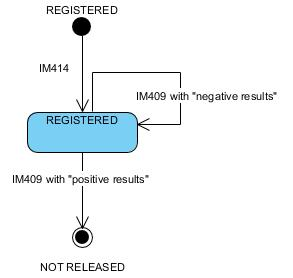 REGISTERED
IM414
IM409 with "negative results"
REGISTERED
IM409 with "positive results"
NOT RELEASED